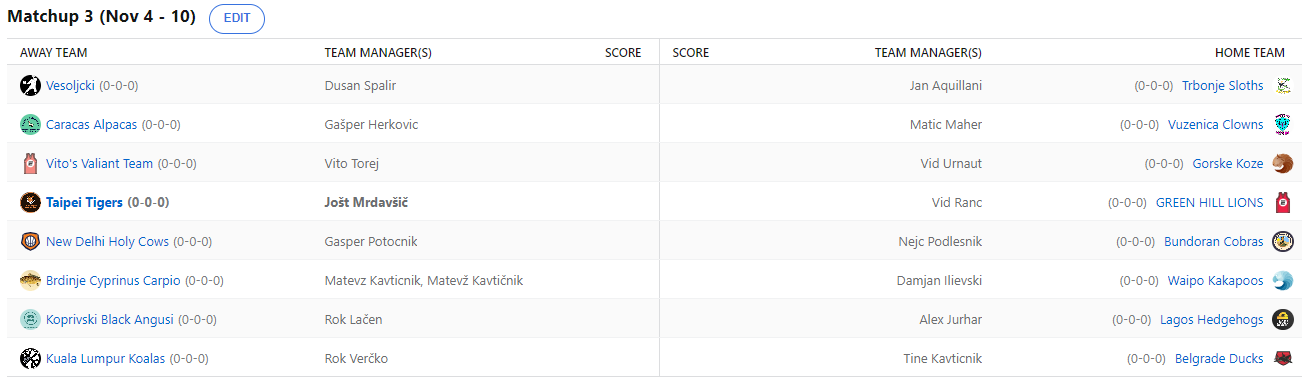 Matchup 3 (Nov 4 - 10) EDIT
AWAY TEAM TEAM MANAGER(S) SCORE SCORE TEAM MANAGER(S) HOME TEAM
Vesoljcki (0-0-0) Dusan Spalir Jan Aquillani (0-0-0) Trbonje Sloths
Caracas Alpacas (0-0-0) Gašper Herkovic Matic Maher (0-0-0) Vuzenica Clowns
Vito's Valiant Team (0-0-0) Vito Torej Vid Urnaut (0-0-0) Gorske Koze
Taipei Tigers (0-0-0) Jošt Mrdavšič Vid Ranc (0-0-0) GREEN HILL LIONS
New Delhi Holy Cows (0-0-0) Gasper Potocnik Nejc Podlesnik (0-0-0) Bundoran Cobras
Brdinje Cyprinus Carpio (0-0-0) Matevz Kavticnik, Matevž Kavtičnik Damjan Ilievski (0-0-0) Waipo Kakapoos
Koprivski Black Angusi (0-0-0) Rok Lačen Alex Jurhar (0-0-0) Lagos Hedgehogs
Kuala Lumpur Koalas (0-0-0) Rok Verčko Tine Kavticnik (0-0-0) Belgrade Ducks